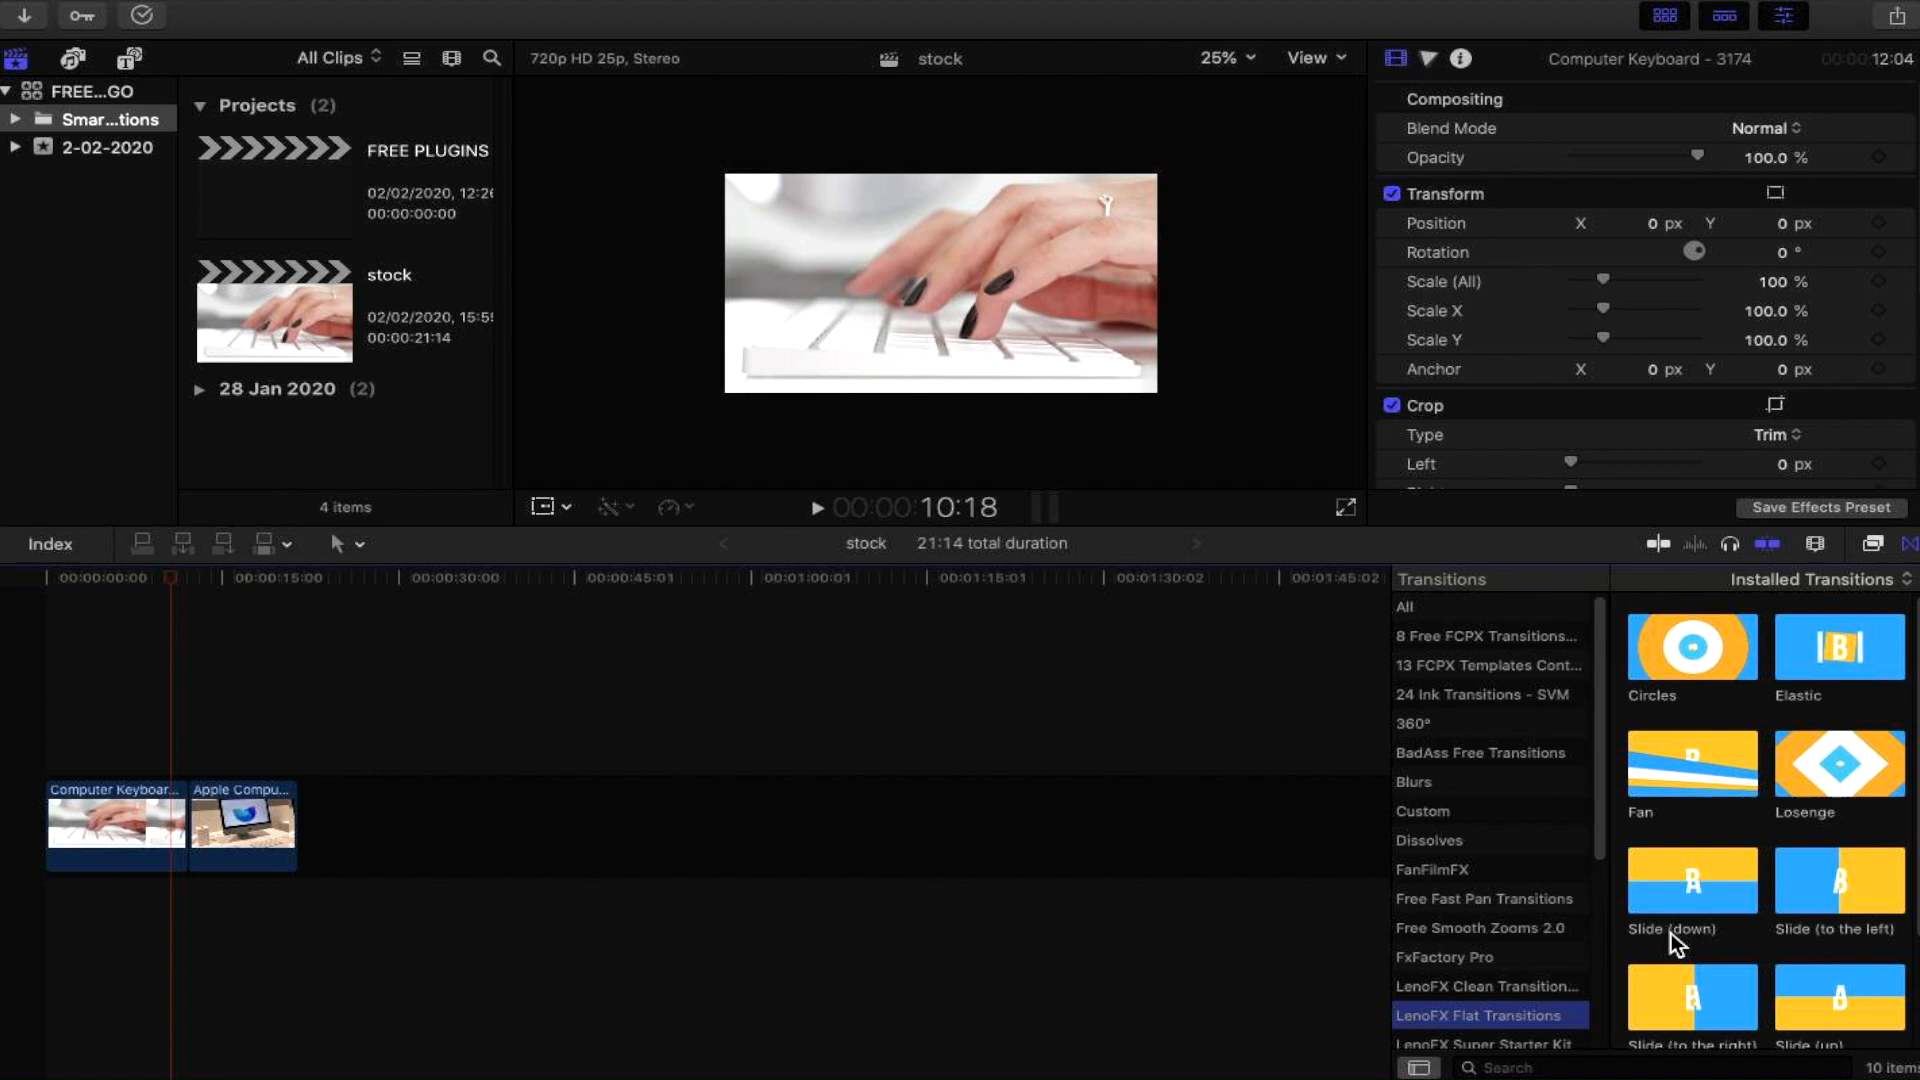 All Clips
720p HD 25p, Stereo
stock
25%
View
Computer Keyboard - 3174
00:00:12:04
FREE...GO
Smar...tions
2-02-2020
Projects (2)
FREE PLUGINS
02/02/2020, 12:26
00:00:00:00
stock
02/02/2020, 15:55
00:00:21:14
28 Jan 2020 (2)
4 items
00:00:10:18
Compositing
Blend Mode Normal
Opacity 100.0 %
Transform
Position X 0 px Y 0 px
Rotation 0 °
Scale (All) 100 %
Scale X 100.0 %
Scale Y 100.0 %
Anchor X 0 px Y 0 px
Crop
Type Trim
Left 0 px
Save Effects Preset
Index
stock 21:14 total duration
00:00:00:00 00:00:15:00 00:00:30:00 00:00:45:01 00:01:00:01 00:01:15:01 00:01:30:02 00:01:45:02
Computer Keyboar...
Apple Compu...
Transitions
Installed Transitions
All
8 Free FCPX Transitions...
13 FCPX Templates Cont...
24 Ink Transitions - SVM
360°
BadAss Free Transitions
Blurs
Custom
Dissolves
FanFilmFX
Free Fast Pan Transitions
Free Smooth Zooms 2.0
FxFactory Pro
LenoFX Clean Transition...
LenoFX Flat Transitions
LenoFX Super Starter Kit
B
Circles
Elastic
Fan
Losenge
Slide (down)
Slide (to the left)
Slide (to the right)
Slide (up)
Search
10 items